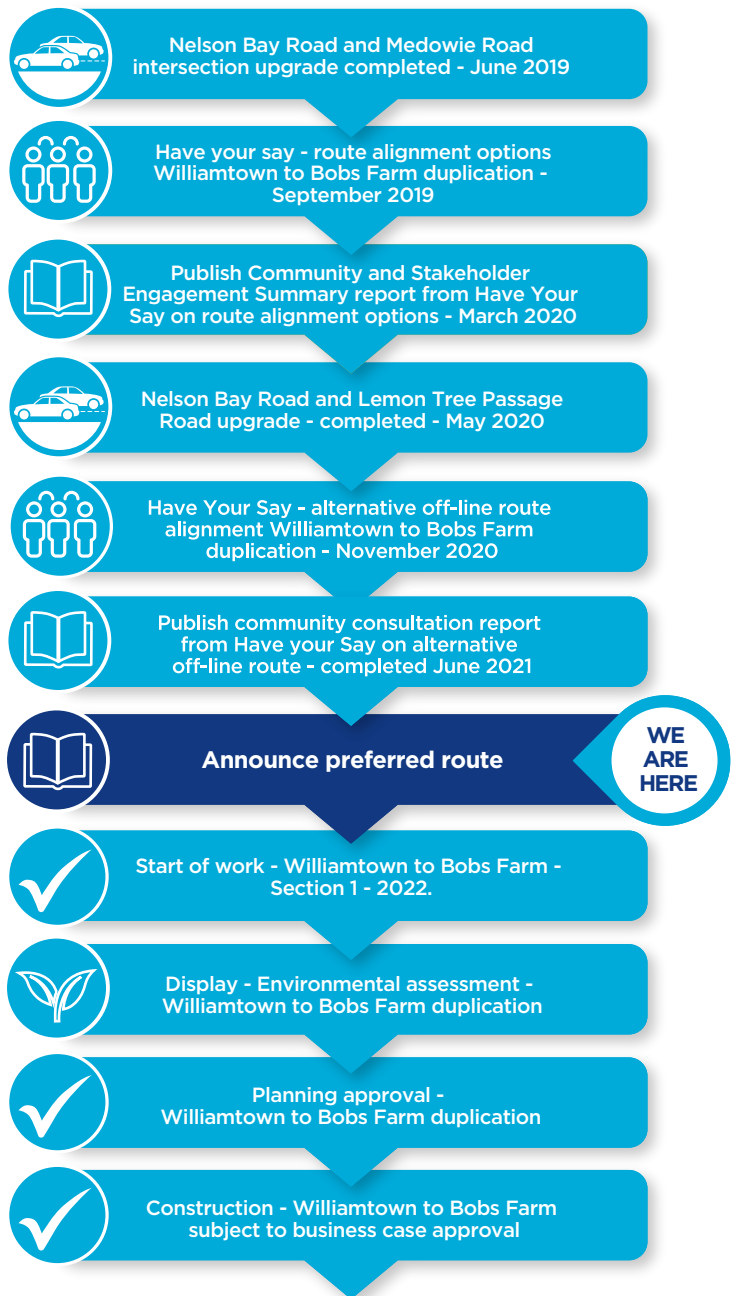 Nelson Bay Road and Medowie Road
intersection upgrade completed - June 2019
Have your say - route alignment options
Williamtown to Bobs Farm duplication -
September 2019
Publish Community and Stakeholder
Engagement Summary report from Have Your
Say on route alignment options - March 2020
Nelson Bay Road and Lemon Tree Passage
Road upgrade - completed - May 2020
Have Your Say - alternative off-line route
alignment Williamtown to Bobs Farm
duplication - November 2020
Publish community consultation report
from Have your Say on alternative
off-line route - completed June 2021
Announce preferred route
WE
ARE
HERE
Start of work - Williamtown to Bobs Farm -
Section 1 - 2022.
Display - Environmental assessment -
Williamtown to Bobs Farm duplication
Planning approval -
Williamtown to Bobs Farm duplication
Construction - Williamtown to Bobs Farm
subject to business case approval